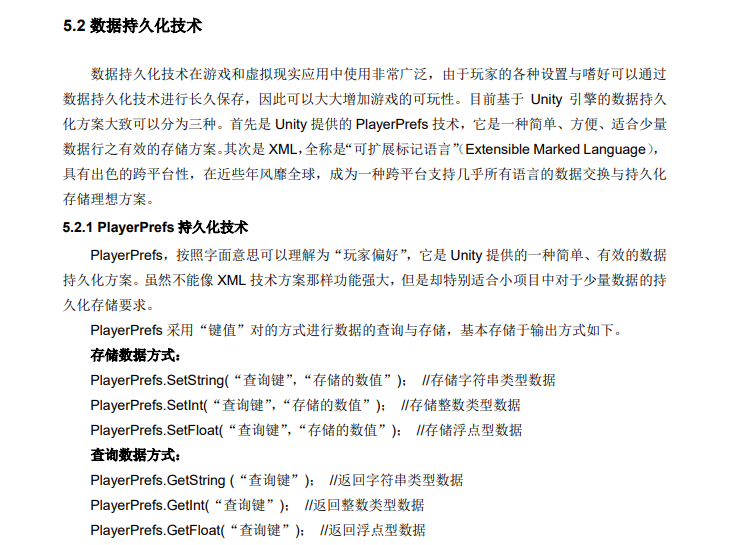 5.2 数据持久化技术
数据持久化技术在游戏和虚拟现实应用中使用非常广泛，由于玩家的各种设置与嗜好可以通过
数据持久化技术进行长久保存，因此可以大大增加游戏的可玩性。目前基于 Unity 引擎的数据持久
化方案大致可以分为三种。首先是 Unity 提供的 PlayerPrefs 技术，它是一种简单、方便、适合少量
数据行之有效的存储方案。其次是 XML，全称是“可扩展标记语言”（Extensible Marked Language），
具有出色的跨平台性，在近些年风靡全球，成为一种跨平台支持几乎所有语言的数据交换与持久化
存储理想方案。
5.2.1 PlayerPrefs 持久化技术
PlayerPrefs，按照字面意思可以理解为“玩家偏好”，它是 Unity 提供的一种简单、有效的数据
持久化方案。虽然不能像 XML 技术方案那样功能强大，但是却特别适合小项目中对于少量数据的持
久化存储要求。
PlayerPrefs 采用“键值”对的方式进行数据的查询与存储，基本存储于输出方式如下。
存储数据方式：
PlayerPrefs.SetString(“查询键”，“存储的数值”)； //存储字符串类型数据
PlayerPrefs.SetInt(“查询键”，“存储的数值”)； //存储整数类型数据
PlayerPrefs.SetFloat(“查询键”，“存储的数值”)； //存储浮点型数据
查询数据方式：
PlayerPrefs.GetString (“查询键”)； //返回字符串类型数据
PlayerPrefs.GetInt(“查询键”)； //返回整数类型数据
PlayerPrefs.GetFloat(“查询键”)； //返回浮点型数据